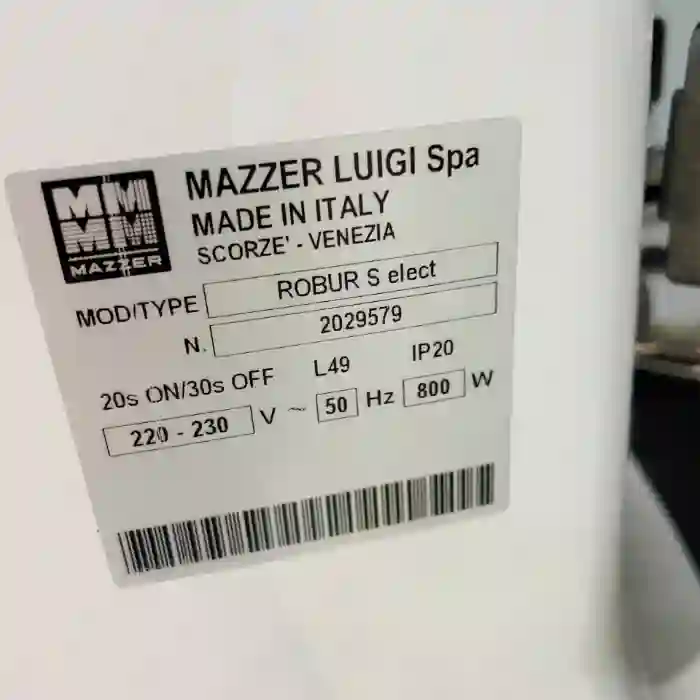 MAZZER
MAZZER LUIGI Spa
MADE IN ITALY
SCORZE' - VENEZIA
MOD/TYPE ROBUR S elect
N. 2029579
20s ON/30s OFF L49 IP20
220 - 230 V ~ 50 Hz 800 W